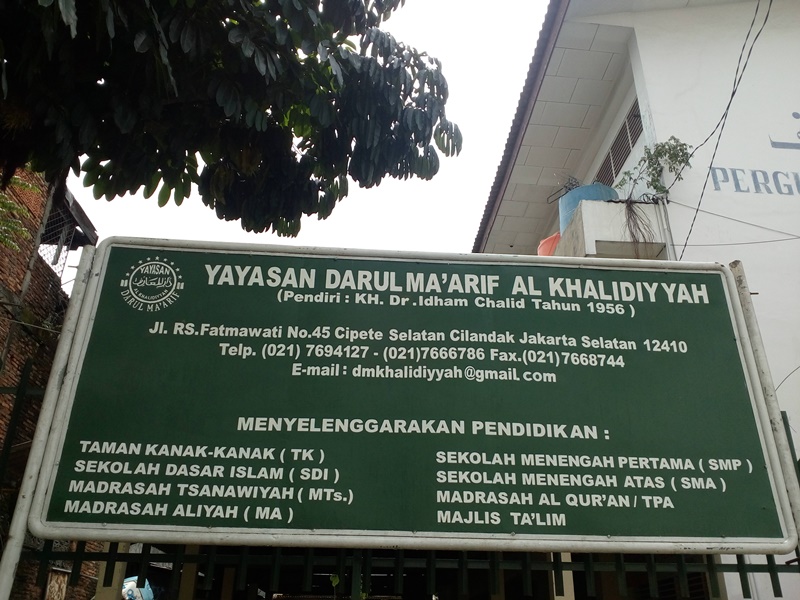 YAYASAN DARUL MA'ARIF AL KHALIDIYYAH
(Pendiri : KH. Dr .Idham Chalid Tahun 1956 )
Jl. RS.Fatmawati No.45 Cipete Selatan Cilandak Jakarta Selatan 12410
Telp. (021) 7694127 - (021)7666786 Fax.(021)7668744
E-mail : dmkhalidiyyah@gmail.com
MENYELENGGARAKAN PENDIDIKAN :
TAMAN KANAK-KANAK ( TK )
SEKOLAH DASAR ISLAM ( SDI )
MADRASAH TSANAWIYAH ( MTs.)
MADRASAH ALIYAH ( MA )
SEKOLAH MENENGAH PERTAMA ( SMP )
SEKOLAH MENENGAH ATAS ( SMA )
MADRASAH AL QUR'AN / TPA
MAJLIS TA'LIM
YAYASAN
AL KHALIDIYYAH
DARUL MA'ARIF
PERGU